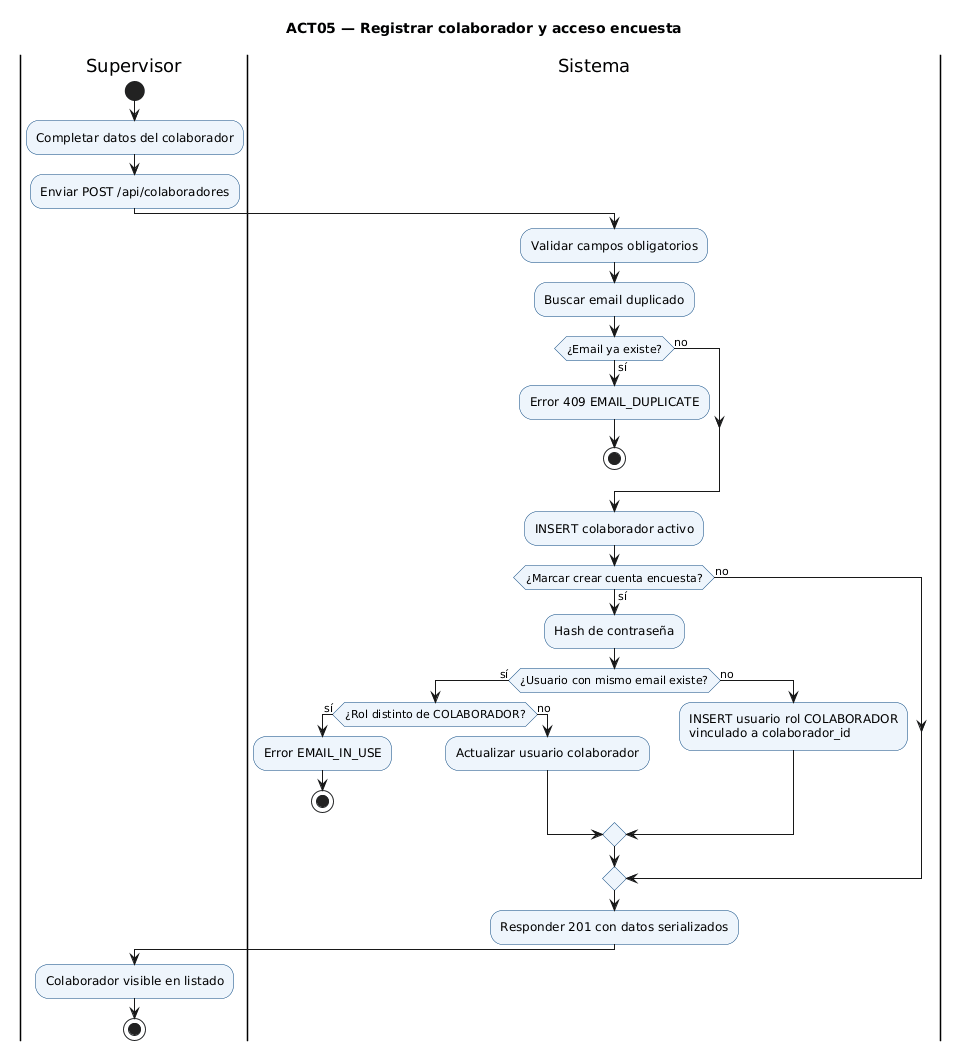 ACT05 — Registrar colaborador y acceso encuesta
Supervisor
Sistema
Completar datos del colaborador
Enviar POST /api/colaboradores
Validar campos obligatorios
Buscar email duplicado
¿Email ya existe?
no
sí
Error 409 EMAIL_DUPLICATE
INSERT colaborador activo
¿Marcar crear cuenta encuesta?
no
sí
Hash de contraseña
sí
¿Usuario con mismo email existe?
no
sí
¿Rol distinto de COLABORADOR?
no
INSERT usuario rol COLABORADOR
vinculado a colaborador_id
Error EMAIL_IN_USE
Actualizar usuario colaborador
Responder 201 con datos serializados
Colaborador visible en listado